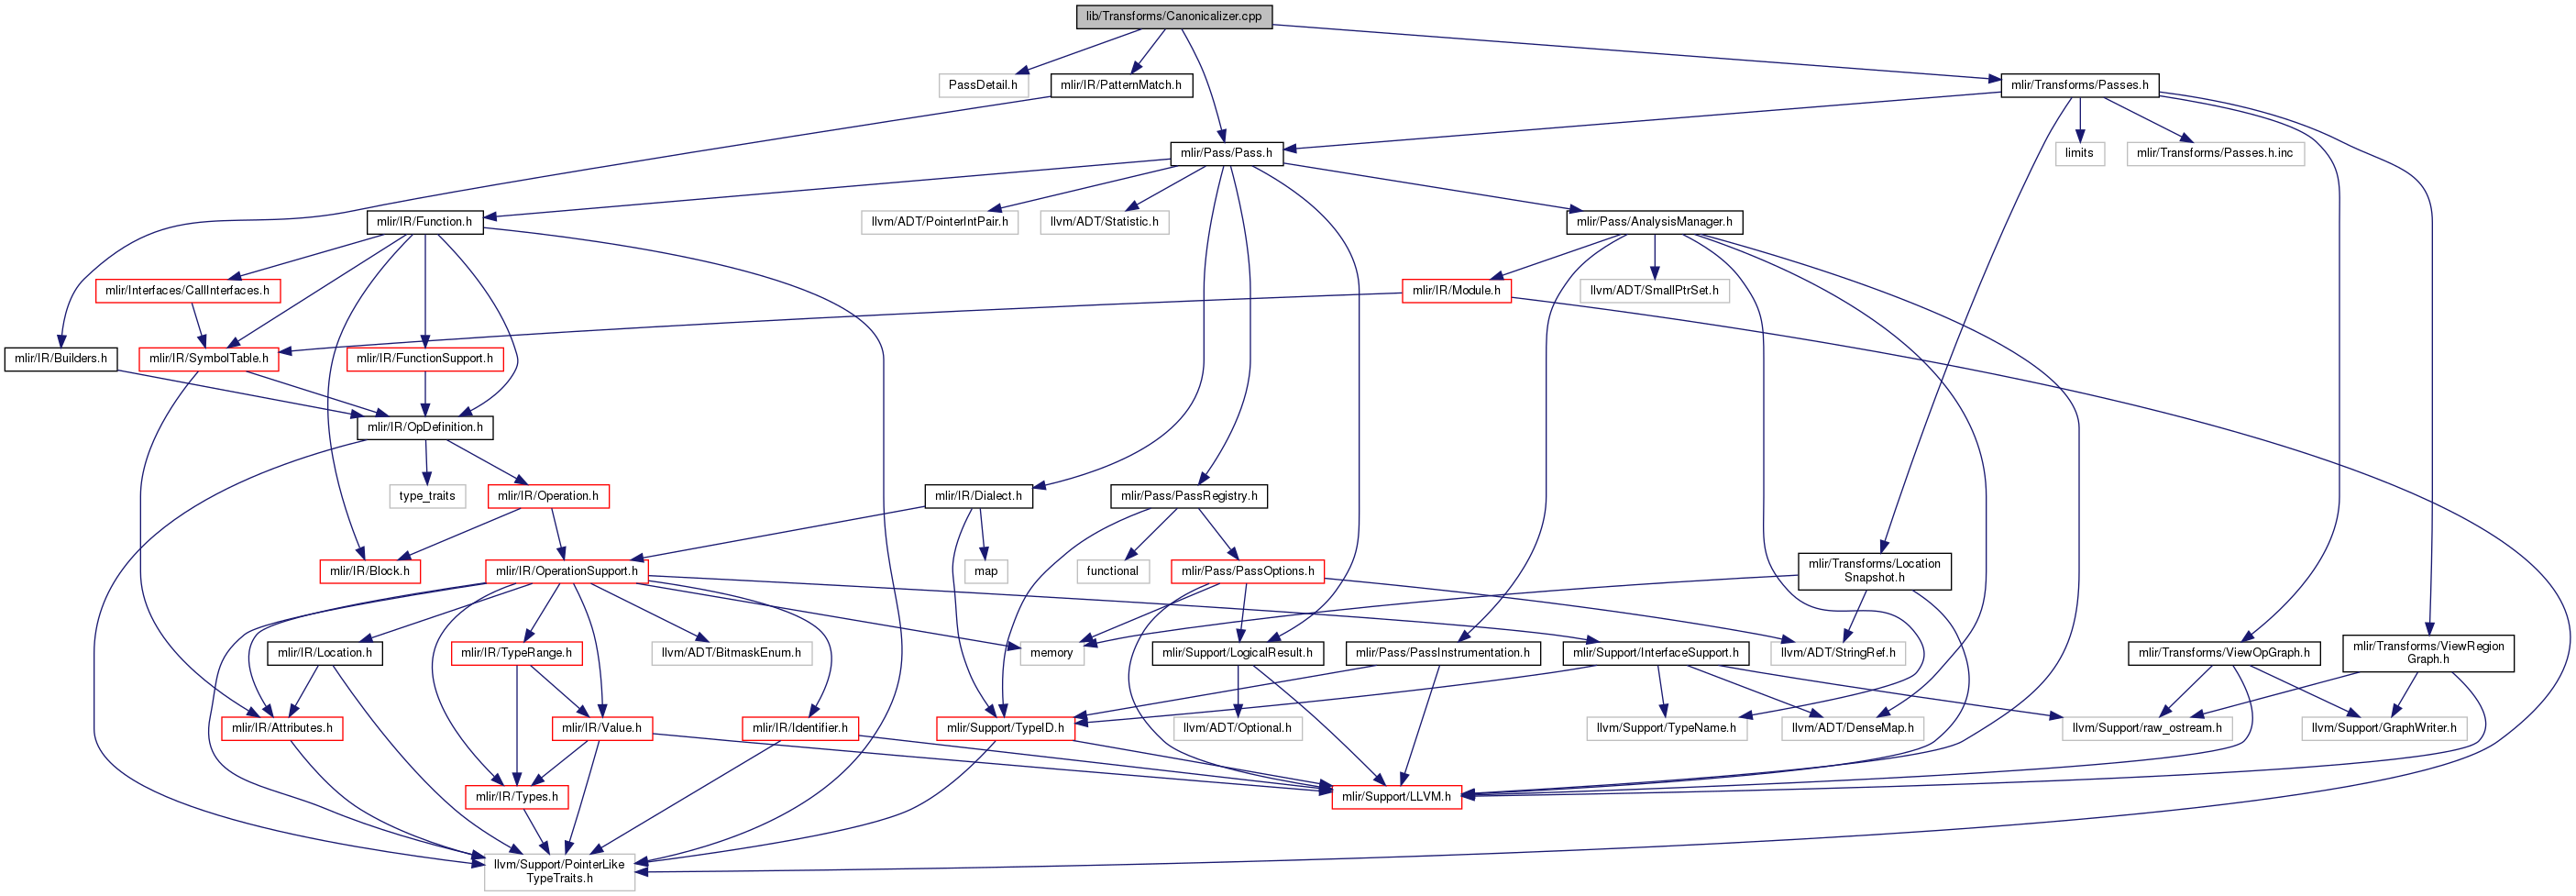 lib/Transforms/Canonicalizer.cpp
PassDetail.h
mlir/IR/PatternMatch.h
mlir/Transforms/Passes.h
mlir/Pass/Pass.h
limits
mlir/Transforms/Passes.h.inc
mlir/IR/Function.h
llvm/ADT/PointerIntPair.h
llvm/ADT/Statistic.h
mlir/Pass/AnalysisManager.h
mlir/Interfaces/CallInterfaces.h
mlir/IR/Module.h
llvm/ADT/SmallPtrSet.h
mlir/IR/Builders.h
mlir/IR/SymbolTable.h
mlir/IR/FunctionSupport.h
mlir/IR/OpDefinition.h
type_traits
mlir/IR/Operation.h
mlir/IR/Dialect.h
mlir/Pass/PassRegistry.h
mlir/IR/Block.h
mlir/IR/OperationSupport.h
map
functional
mlir/Pass/PassOptions.h
mlir/Transforms/Location
Snapshot.h
mlir/IR/Location.h
mlir/IR/TypeRange.h
llvm/ADT/BitmaskEnum.h
memory
mlir/Support/LogicalResult.h
mlir/Pass/PassInstrumentation.h
mlir/Support/InterfaceSupport.h
llvm/ADT/StringRef.h
mlir/Transforms/ViewOpGraph.h
mlir/Transforms/ViewRegion
Graph.h
mlir/IR/Attributes.h
mlir/IR/Value.h
mlir/IR/Identifier.h
mlir/Support/TypeID.h
llvm/ADT/Optional.h
llvm/Support/TypeName.h
llvm/ADT/DenseMap.h
llvm/Support/raw_ostream.h
llvm/Support/GraphWriter.h
mlir/IR/Types.h
mlir/Support/LLVM.h
llvm/Support/PointerLike
TypeTraits.h